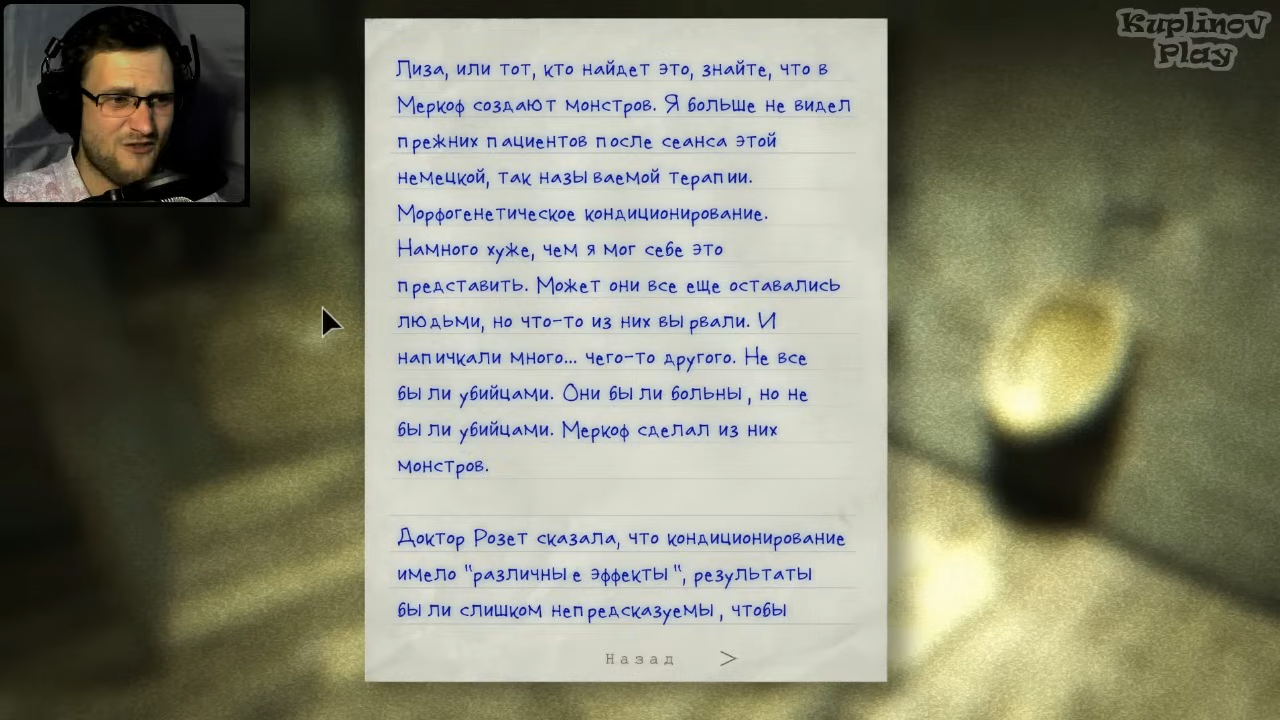 Kuplinov
Play
Лиза, или тот, кто найдет это, знайте, что в
Меркоф создают монстров. Я больше не видел
прежних пациентов после сеанса этой
немецкой, так называемой терапии.
Морфогенетическое кондиционирование.
Намного хуже, чем я мог себе это
представить. Может они все еще оставались
людьми, но что-то из них вырвали. И
напичкали много... чего-то другого. Не все
были убийцами. Они были больны, но не
были убийцами. Меркоф сделал из них
монстров.
Доктор Розет сказала, что кондиционирование
имело "различные эффекты", результаты
были слишком непредсказуемы, чтобы
Назад >